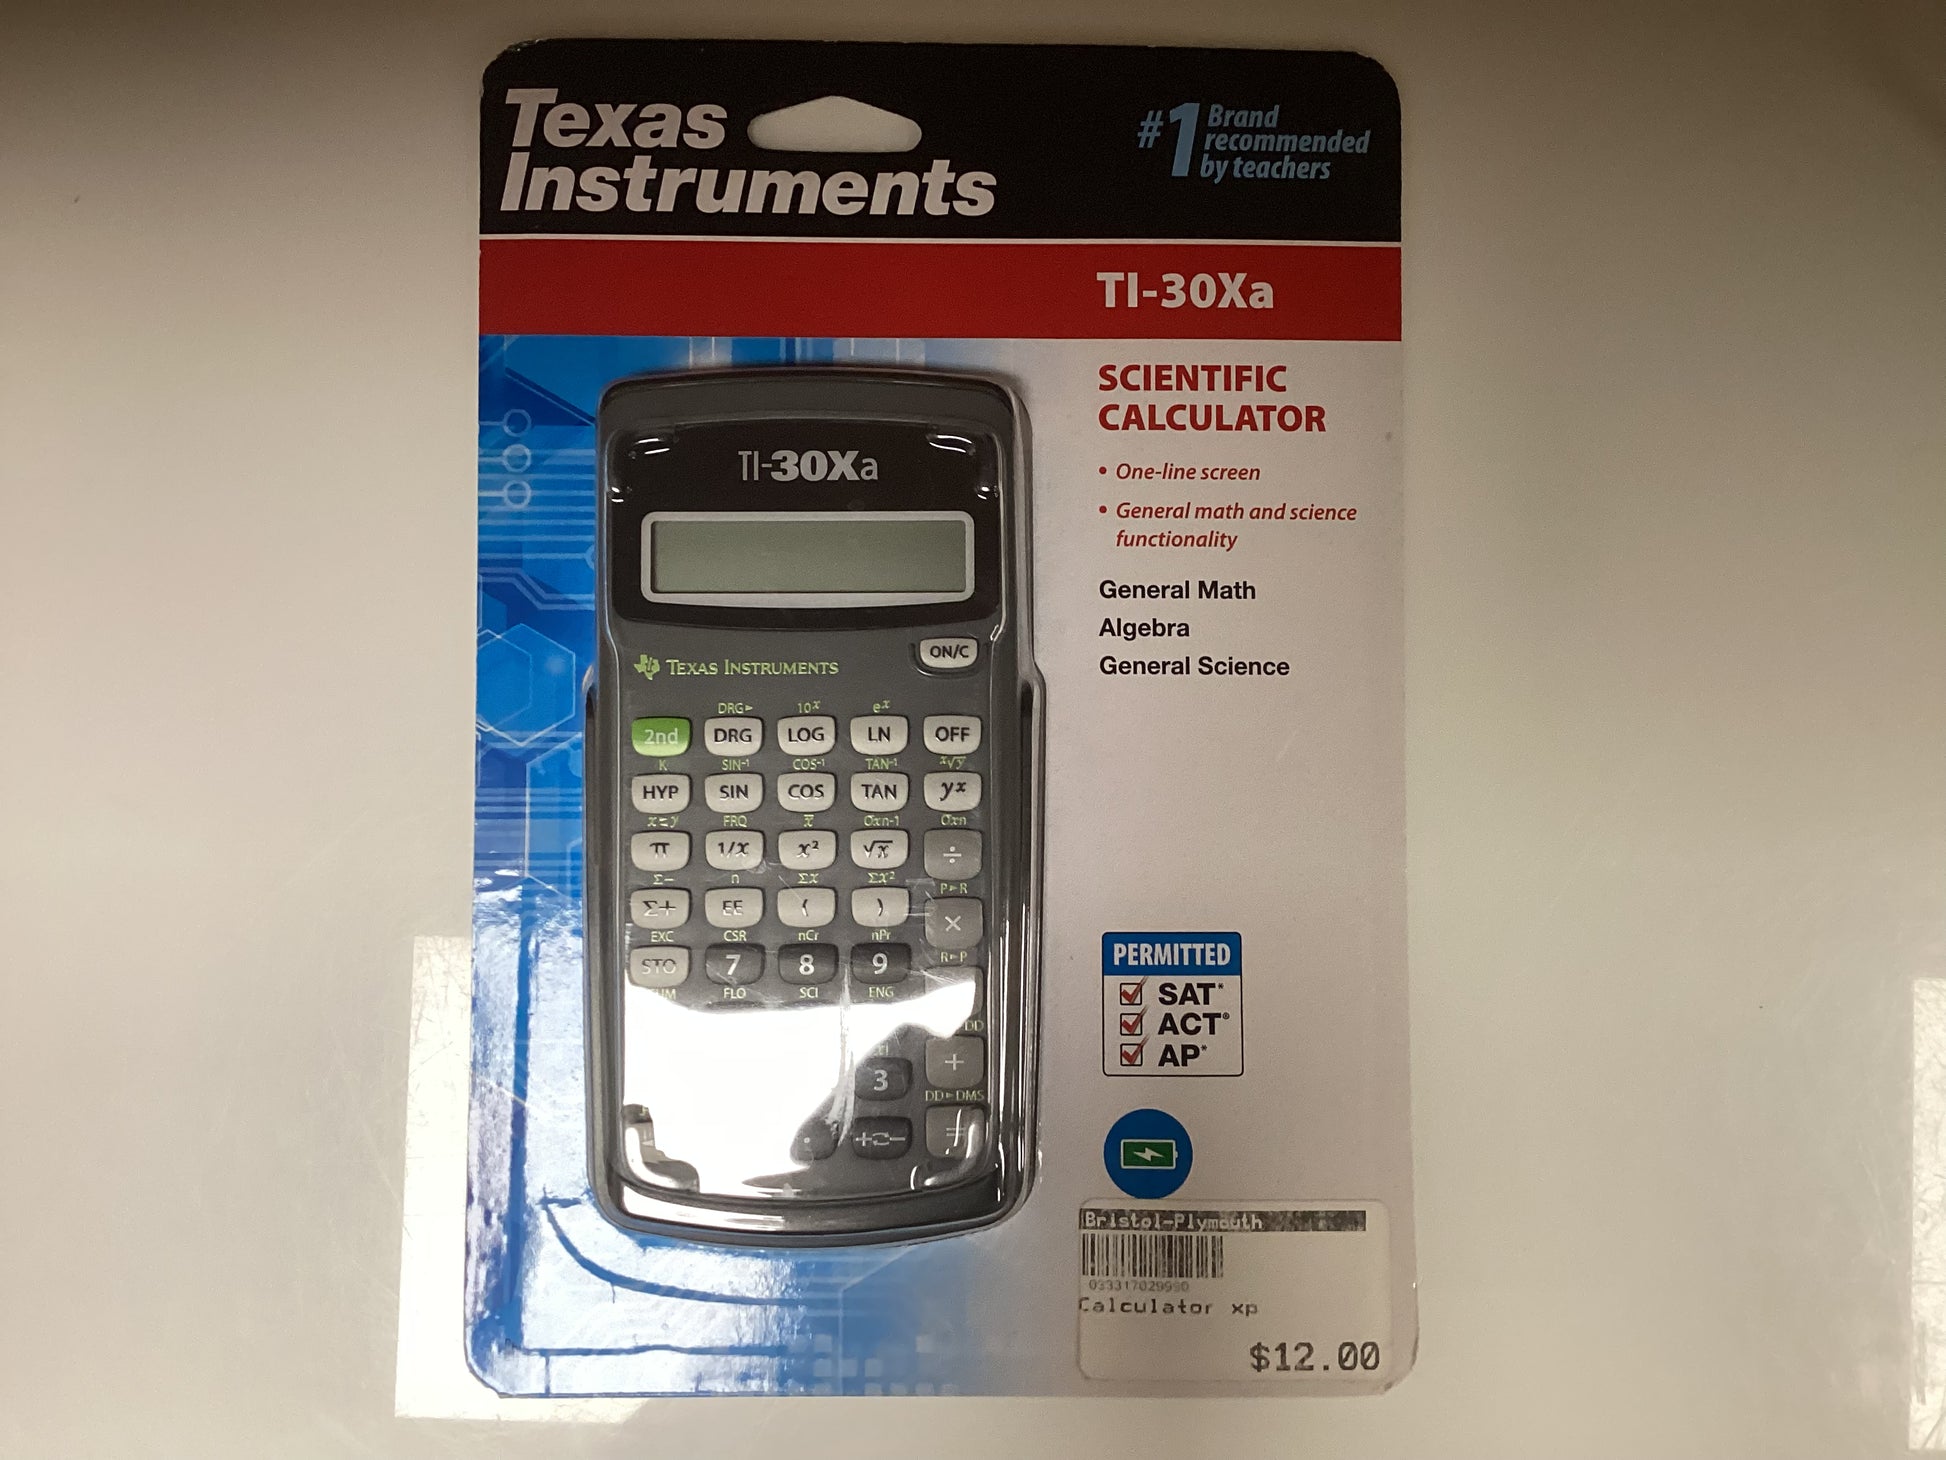 Texas
Instruments
#1 Brand
recommended
by teachers
TI-30Xa
SCIENTIFIC
CALCULATOR
• One-line screen
• General math and science
functionality
General Math
Algebra
General Science
TI-30Xa
TEXAS INSTRUMENTS
ON/C
DRG► 10ˣ eˣ
2nd DRG LOG LN OFF
K SIN⁻¹ COS⁻¹ TAN⁻¹ ˣ√y
HYP SIN COS TAN yˣ
x⇌y FRQ x̅ σxn-1 σxn
π 1/x x² √x ÷
Σ- n Σx Σx² P►R
Σ+ EE ( ) ×
EXC CSR nCr nPr R►P
STO 7 8 9
FLO SCI ENG
3 +
DD►DMS
. +⇄- =
PERMITTED
SAT*
ACT®
AP*
Bristol-Plymouth
Calculator xp
$12.00